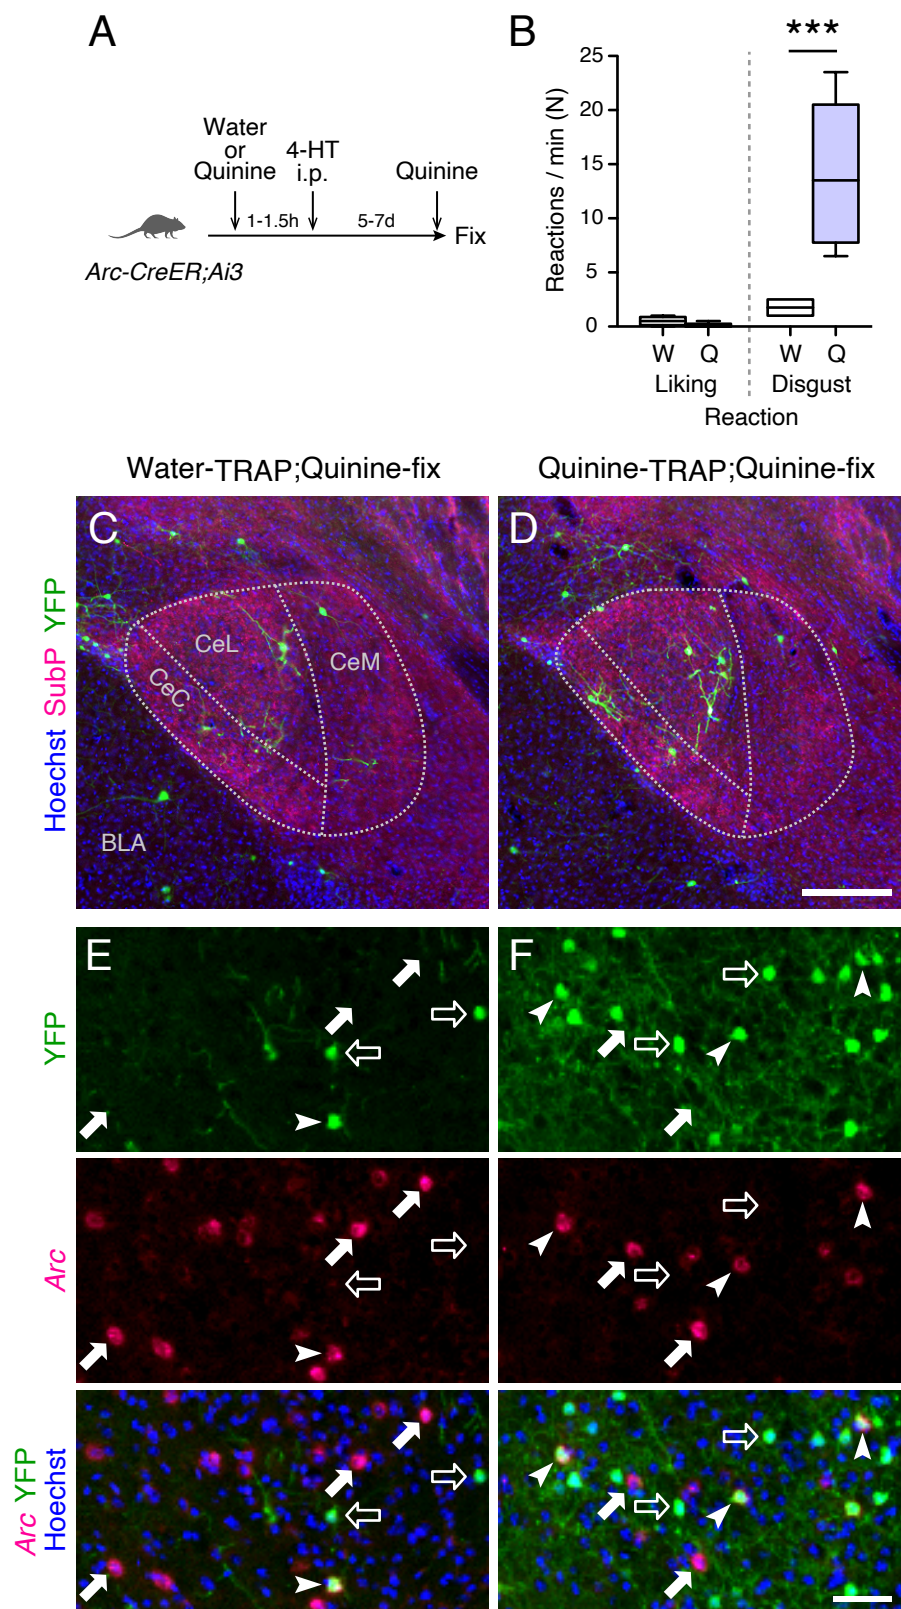 A
Water
or
Quinine
4-HT
i.p.
Quinine
1-1.5h
5-7d
Fix
Arc-CreER;Ai3
B
***
Reactions / min (N)
25
20
15
10
5
0
W
Q
W
Q
Liking
Disgust
Reaction
Water-TRAP;Quinine-fix
Quinine-TRAP;Quinine-fix
Hoechst SubP YFP
C
CeL
CeM
CeC
BLA
D
YFP
E
F
Arc
Arc YFP
Hoechst